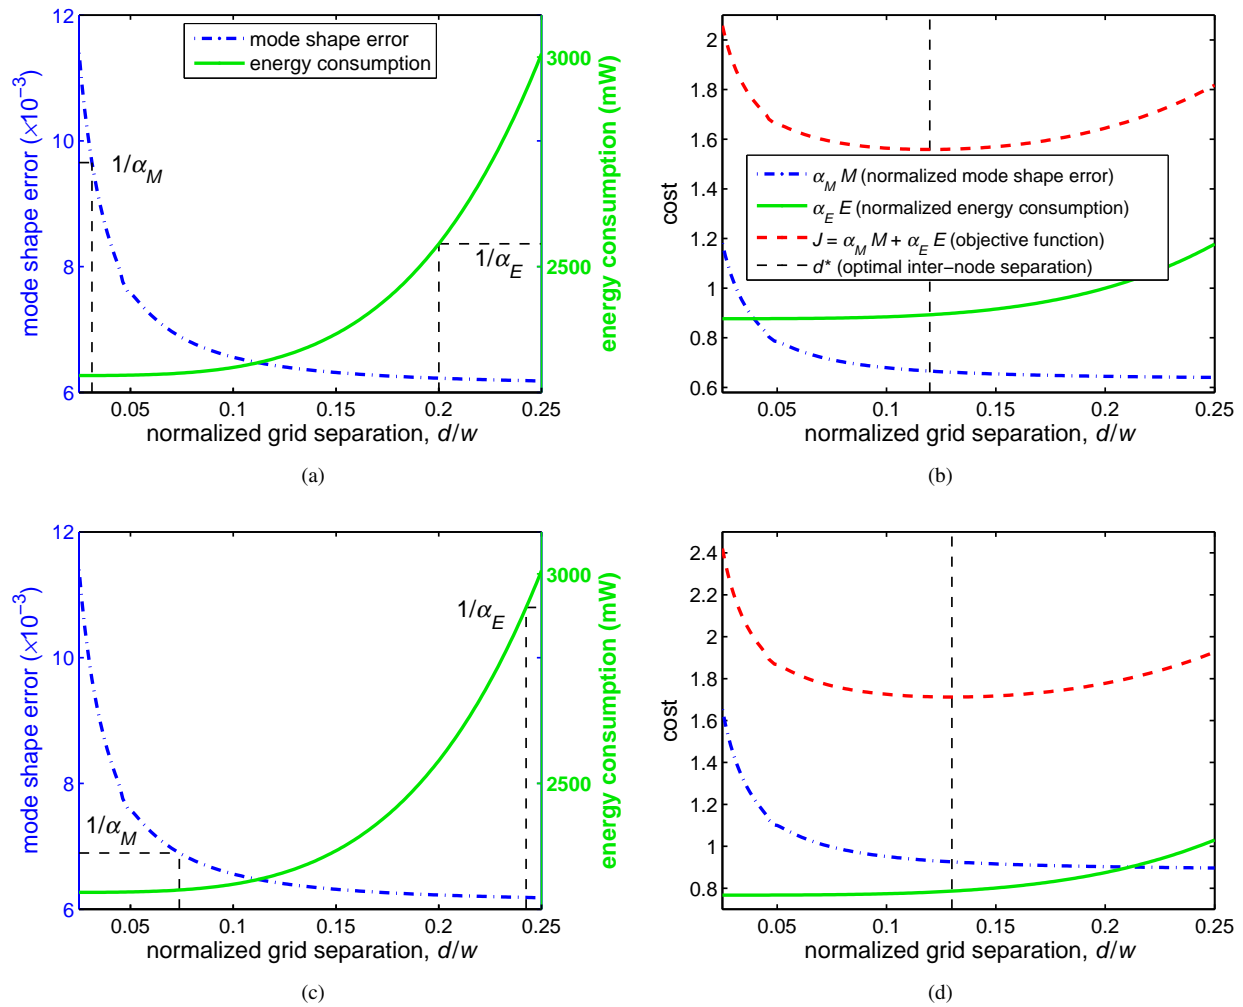 12
10
8
6
mode shape error (×10⁻³)
mode shape error
energy consumption
1/α_M
1/α_E
3000
2500
energy consumption (mW)
0.05 0.1 0.15 0.2 0.25
normalized grid separation, d/w
(a)
2
1.8
1.6
1.4
1.2
1
0.8
0.6
cost
α_M M (normalized mode shape error)
α_E E (normalized energy consumption)
J = α_M M + α_E E (objective function)
d* (optimal inter−node separation)
0.05 0.1 0.15 0.2 0.25
normalized grid separation, d/w
(b)
12
10
8
6
mode shape error (×10⁻³)
1/α_M
1/α_E
3000
2500
energy consumption (mW)
0.05 0.1 0.15 0.2 0.25
normalized grid separation, d/w
(c)
2.4
2.2
2
1.8
1.6
1.4
1.2
1
0.8
cost
0.05 0.1 0.15 0.2 0.25
normalized grid separation, d/w
(d)